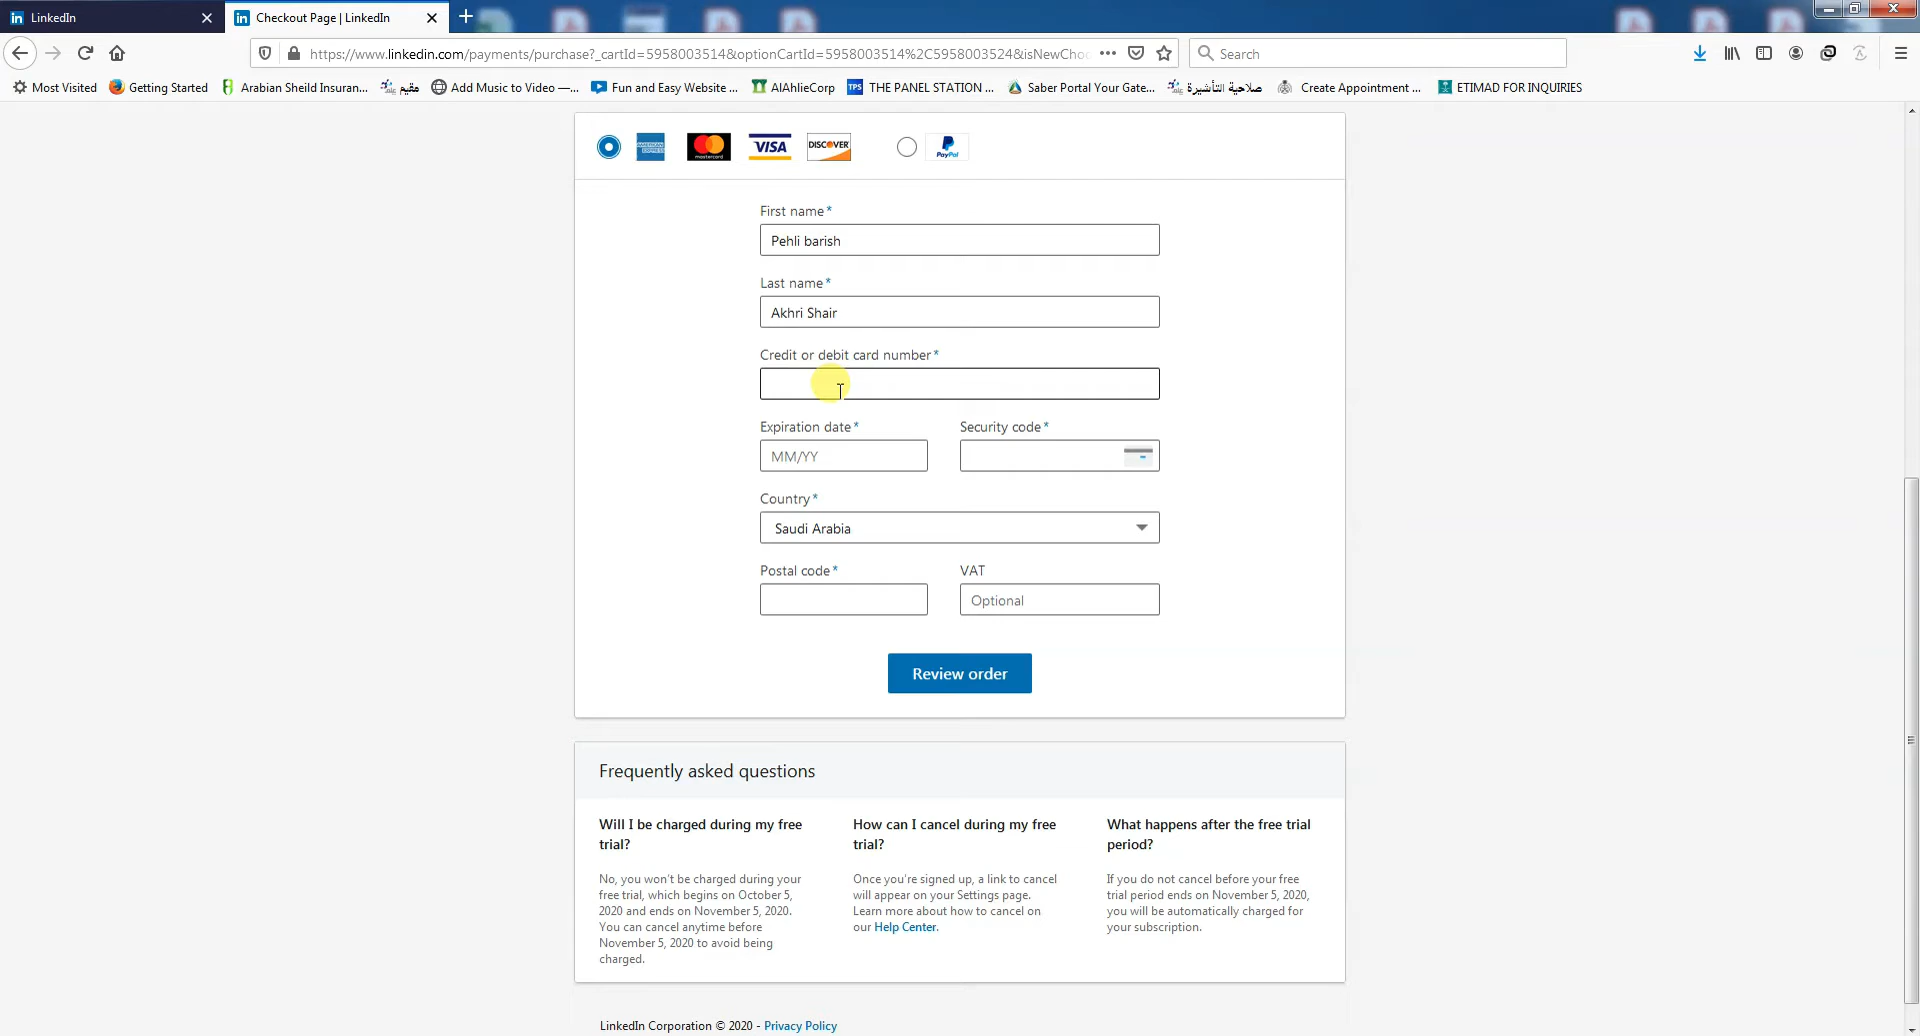 LinkedIn
Checkout Page | LinkedIn
https://www.linkedin.com/payments/purchase?_cartId=5958003514&optionCartId=5958003514%2C5958003524&isNewChoo
Search
Most Visited
Getting Started
Arabian Sheild Insuran...
مقيم
Add Music to Video —...
Fun and Easy Website ...
AlAhlieCorp
TPS
THE PANEL STATION ...
Saber Portal Your Gate...
صلاحية التأشيرة
Create Appointment ...
ETIMAD FOR INQUIRIES
AMERICAN EXPRESS
mastercard
VISA
DISCOVER
PayPal
First name*
Pehli barish
Last name*
Akhri Shair
Credit or debit card number*
Expiration date*
Security code*
MM/YY
Country*
Saudi Arabia
Postal code*
VAT
Optional
Review order
Frequently asked questions
Will I be charged during my free
trial?
No, you won't be charged during your
free trial, which begins on October 5,
2020 and ends on November 5, 2020.
You can cancel anytime before
November 5, 2020 to avoid being
charged.
How can I cancel during my free
trial?
Once you're signed up, a link to cancel
will appear on your Settings page.
Learn more about how to cancel on
our Help Center.
What happens after the free trial
period?
If you do not cancel before your free
trial period ends on November 5, 2020,
you will be automatically charged for
your subscription.
LinkedIn Corporation © 2020 - Privacy Policy